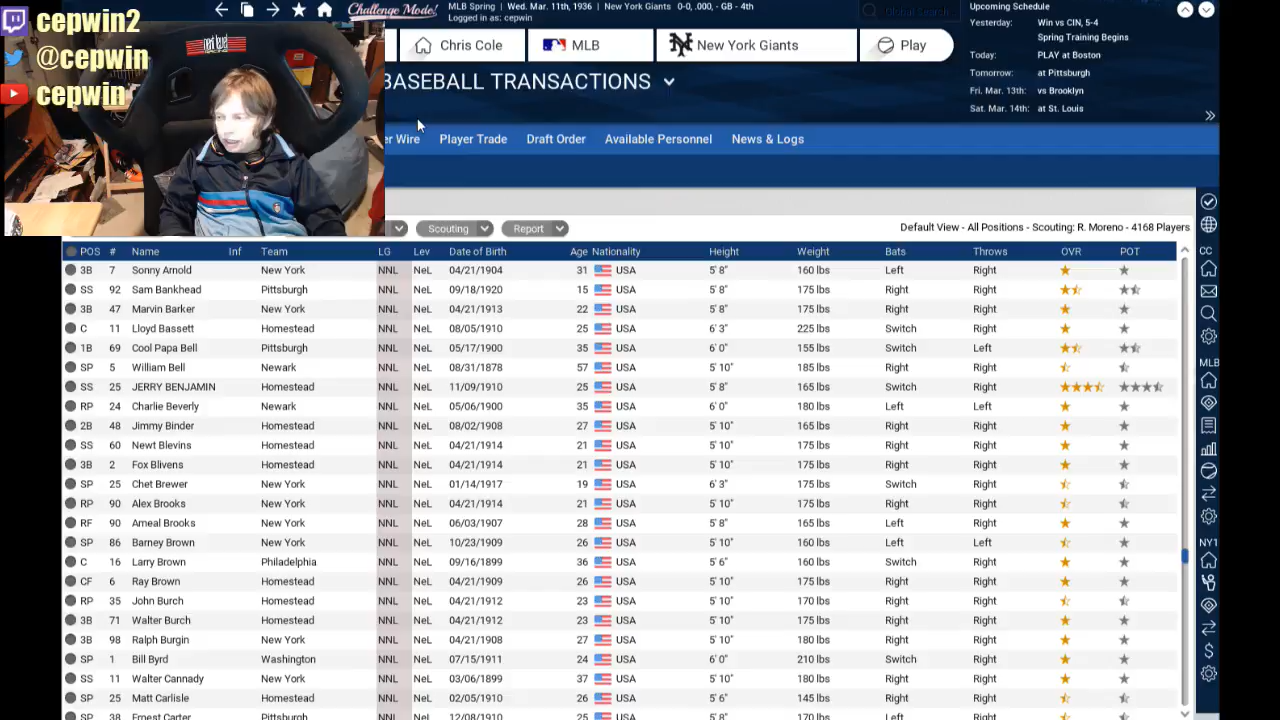 cepwin2
@cepwin
cepwin
Challenge Mode!
MLB Spring | Wed. Mar. 11th, 1936 | New York Giants 0-0, .000, - GB - 4th
Logged in as: cepwin
Global Search
Chris Cole
MLB
New York Giants
Play
Upcoming Schedule
Yesterday: Win vs CIN, 5-4
Spring Training Begins
Today: PLAY at Boston
Tomorrow: at Pittsburgh
Fri. Mar. 13th: vs Brooklyn
Sat. Mar. 14th: at St. Louis
BASEBALL TRANSACTIONS
er Wire Player Trade Draft Order Available Personnel News & Logs
Scouting Report
Default View - All Positions - Scouting: R. Moreno - 4168 Players
POS # Name Inf Team LG Lev Date of Birth Age Nationality Height Weight Bats Throws OVR POT
3B 7 Sonny Arnold New York NNL NeL 04/21/1904 31 USA 5' 8" 160 lbs Left Right
SS 92 Sam Bankhead Pittsburgh NNL NeL 09/18/1920 15 USA 5' 8" 175 lbs Right Right
3B 47 Marvin Barker New York NNL NeL 04/21/1913 22 USA 5' 8" 175 lbs Right Right
C 11 Lloyd Bassett Homestead NNL NeL 08/05/1910 25 USA 6' 3" 225 lbs Switch Right
1B 69 Cool Papa Bell Pittsburgh NNL NeL 05/17/1900 35 USA 6' 0" 155 lbs Switch Left
SP 5 William Bell Newark NNL NeL 08/31/1878 57 USA 5' 10" 185 lbs Right Right
SS 25 JERRY BENJAMIN Homestead NNL NeL 11/09/1910 25 USA 5' 8" 165 lbs Switch Right
RP 24 Charlie Beverly Newark NNL NeL 05/06/1900 35 USA 6' 0" 180 lbs Left Left
2B 48 Jimmy Binder Homestead NNL NeL 08/02/1908 27 USA 5' 10" 165 lbs Right Right
SS 60 Newt Blevins Homestead NNL NeL 04/21/1914 21 USA 5' 10" 175 lbs Right Right
3B 2 Fox Blivens Homestead NNL NeL 04/21/1914 21 USA 5' 10" 175 lbs Right Right
SP 25 Chet Brewer New York NNL NeL 01/14/1917 19 USA 6' 3" 175 lbs Switch Right
RP 90 Alex Brooks New York NNL NeL 04/21/1914 21 USA 5' 10" 175 lbs Right Right
RF 90 Ameal Brooks New York NNL NeL 06/03/1907 28 USA 5' 8" 165 lbs Left Right
SP 86 Barney Brown New York NNL NeL 10/23/1909 26 USA 5' 10" 160 lbs Left Left
C 16 Larry Brown Philadelphia NNL NeL 09/16/1899 36 USA 5' 6" 160 lbs Switch Right
CF 6 Ray Brown Homestead NNL NeL 04/21/1909 26 USA 5' 10" 175 lbs Right Right
RP 35 John Burch Homestead NNL NeL 04/21/1912 23 USA 5' 10" 170 lbs Right Right
3B 71 Walter Burch Homestead NNL NeL 04/21/1912 23 USA 5' 10" 175 lbs Right Right
3B 98 Ralph Burgin New York NNL NeL 04/21/1908 27 USA 5' 10" 180 lbs Right Right
SP 1 Bill Byrd Washington NNL NeL 07/15/1911 24 USA 6' 0" 210 lbs Switch Right
SS 11 Walter Cannady New York NNL NeL 03/06/1899 37 USA 5' 10" 180 lbs Right Right
SP 25 Matt Carlisle Homestead NNL NeL 02/05/1910 26 USA 5' 6" 145 lbs Right Right
SP 38 Ernest Carter Pittsburgh NNL NeL 12/08/1910 25 USA 5' 8" 170 lbs Left Right
CC
MLB
NY1